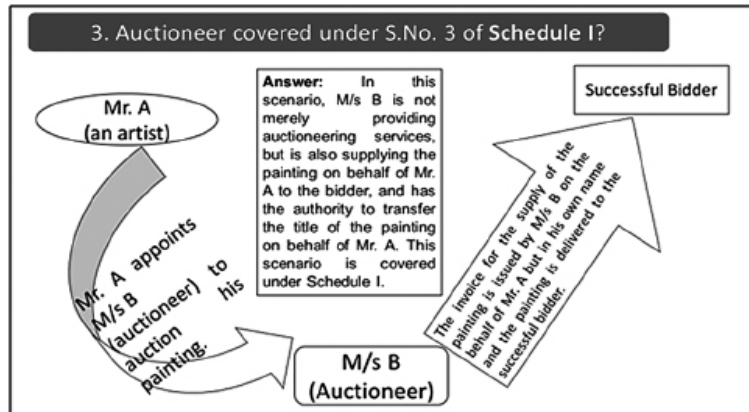 3. Auctioneer covered under S.No. 3 of Schedule I?
Mr. A
(an artist)
Mr. A appoints
M/s B
(auctioneer) to
auction his
painting.
Answer: In this
scenario, M/s B is not
merely providing
auctioneering services,
but is also supplying the
painting on behalf of Mr.
A to the bidder, and has
the authority to transfer
the title of the painting
on behalf of Mr. A. This
scenario is covered
under Schedule I.
M/s B
(Auctioneer)
The invoice for the supply of the
painting is issued by M/s B on the
behalf of Mr. A but in his own name
and the painting is delivered to the
successful bidder.
Successful Bidder